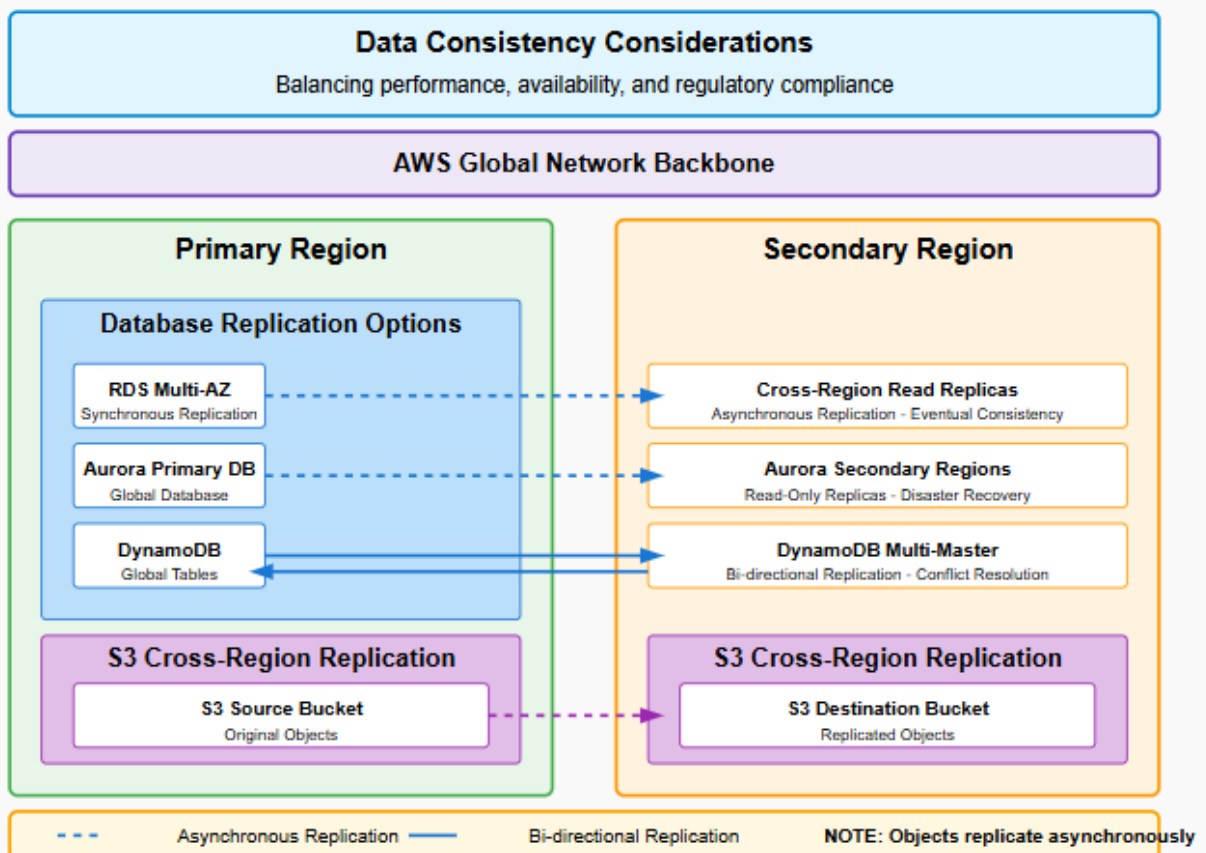 Data Consistency Considerations
Balancing performance, availability, and regulatory compliance
AWS Global Network Backbone
Primary Region
Database Replication Options
RDS Multi-AZ
Synchronous Replication
Aurora Primary DB
Global Database
DynamoDB
Global Tables
S3 Cross-Region Replication
S3 Source Bucket
Original Objects
Secondary Region
Cross-Region Read Replicas
Asynchronous Replication - Eventual Consistency
Aurora Secondary Regions
Read-Only Replicas - Disaster Recovery
DynamoDB Multi-Master
Bi-directional Replication - Conflict Resolution
S3 Cross-Region Replication
S3 Destination Bucket
Replicated Objects
Asynchronous Replication
Bi-directional Replication
NOTE: Objects replicate asynchronously